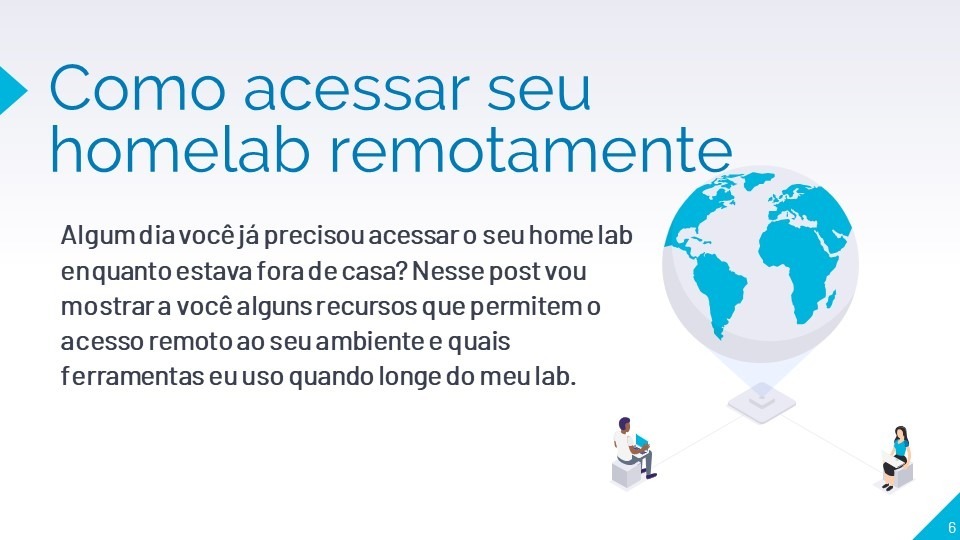 Como acessar seu
homelab remotamente
Algum dia você já precisou acessar o seu home lab
enquanto estava fora de casa? Nesse post vou
mostrar a você alguns recursos que permitem o
acesso remoto ao seu ambiente e quais
ferramentas eu uso quando longe do meu lab.
6